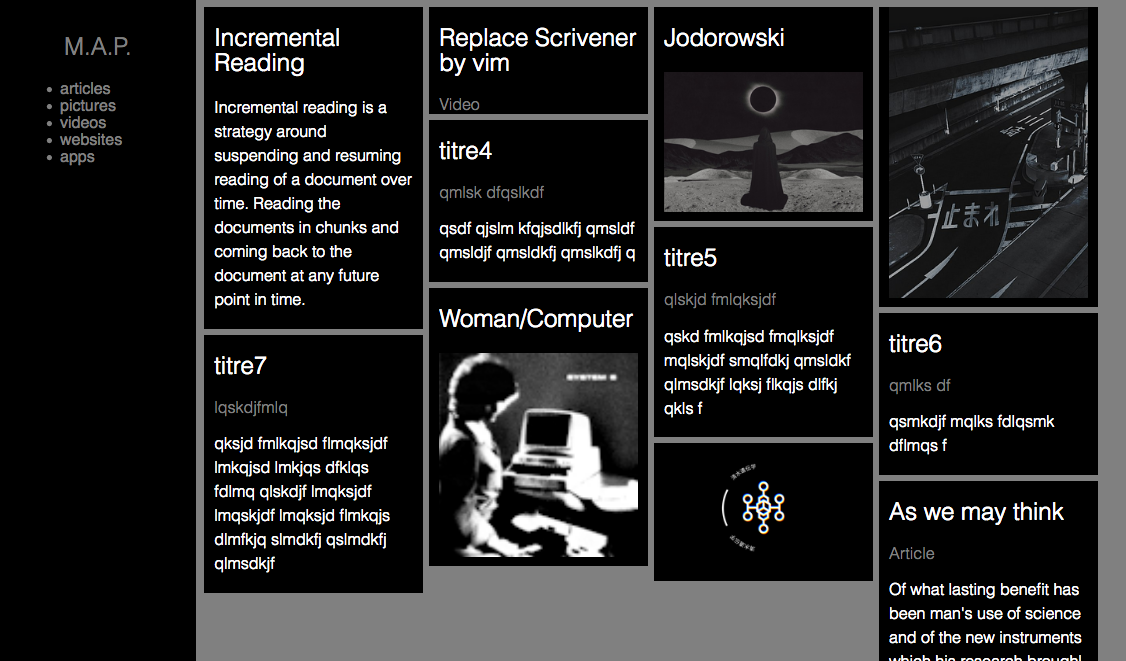 M.A.P.
articles
pictures
videos
websites
apps
Incremental
Reading
Incremental reading is a
strategy around
suspending and resuming
reading of a document over
time. Reading the
documents in chunks and
coming back to the
document at any future
point in time.
titre7
lqskdjfmlq
qksjd fmlkqjsd flmqksjdf
lmkqjsd lmkjqs dfklqs
fdlmq qlskdjf lmqksjdf
lmqskjdf lmqksjd flmkqjs
dlmfkjq slmdkfj qslmdkfj
qlmsdkjf
Replace Scrivener
by vim
Video
titre4
qmlsk dfqslkdf
qsdf qjslm kfqjsdlkfj qmsldf
qmsldjf qmsldkfj qmslkdfj q
Woman/Computer
SYSTEM
Jodorowski
titre5
qlskjd fmlqksjdf
qskd fmlkqjsd fmqlksjdf
mqlskjdf smqlfdkj qmsldkf
qlmsdkjf lqksj flkqjs dlfkj
qkls f
止まれ
titre6
qmlks df
qsmkdjf mqlks fdlqsmk
dflmqs f
As we may think
Article
Of what lasting benefit has
been man's use of science
and of the new instruments
which his research brought